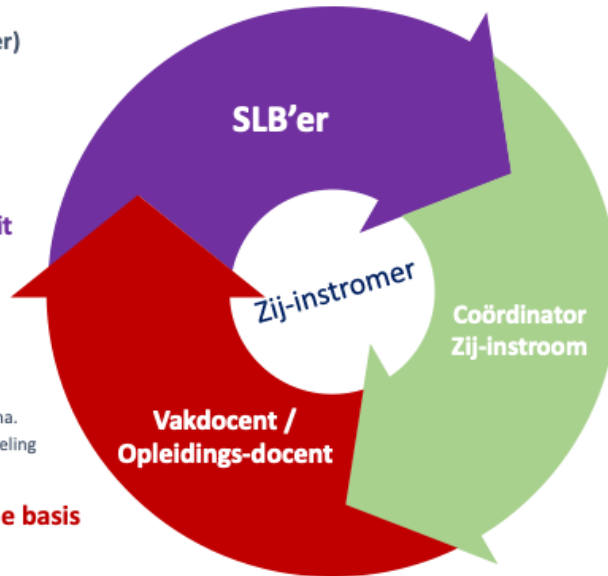 er)
SLB’er
it
Zij-instromer
Coördinator
Zij-instroom
na.
eling
Vakdocent /
Opleidings-docent
e basis